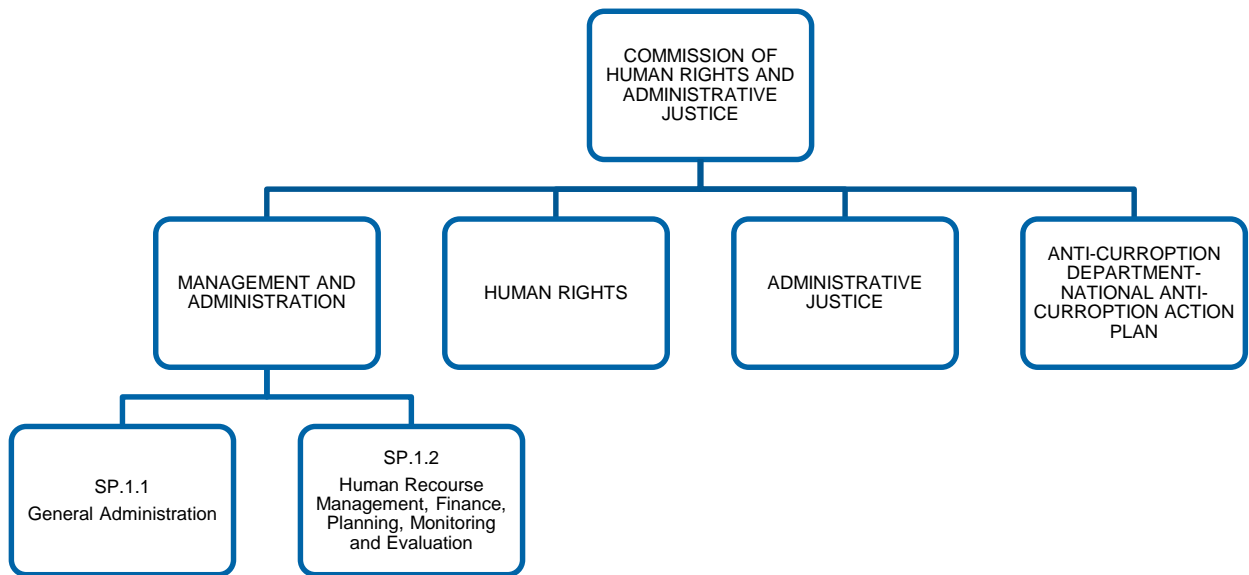 COMMISSION OF
HUMAN RIGHTS AND
ADMINISTRATIVE
JUSTICE
MANAGEMENT AND
ADMINISTRATION
HUMAN RIGHTS
ADMINISTRATIVE
JUSTICE
ANTI-CURROPTION
DEPARTMENT-
NATIONAL ANTI-
CURROPTION ACTION
PLAN
SP.1.1
General Administration
SP.1.2
Human Recourse
Management, Finance,
Planning, Monitoring
and Evaluation